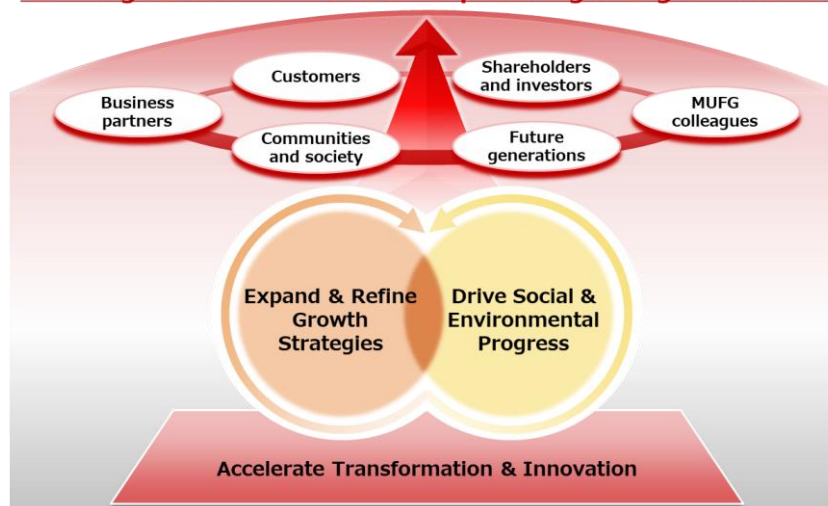 Customers
Shareholders
and investors
Business
partners
MUFG
colleagues
Communities
and society
Future
generations
Expand & Refine
Growth
Strategies
Drive Social &
Environmental
Progress
Accelerate Transformation & Innovation